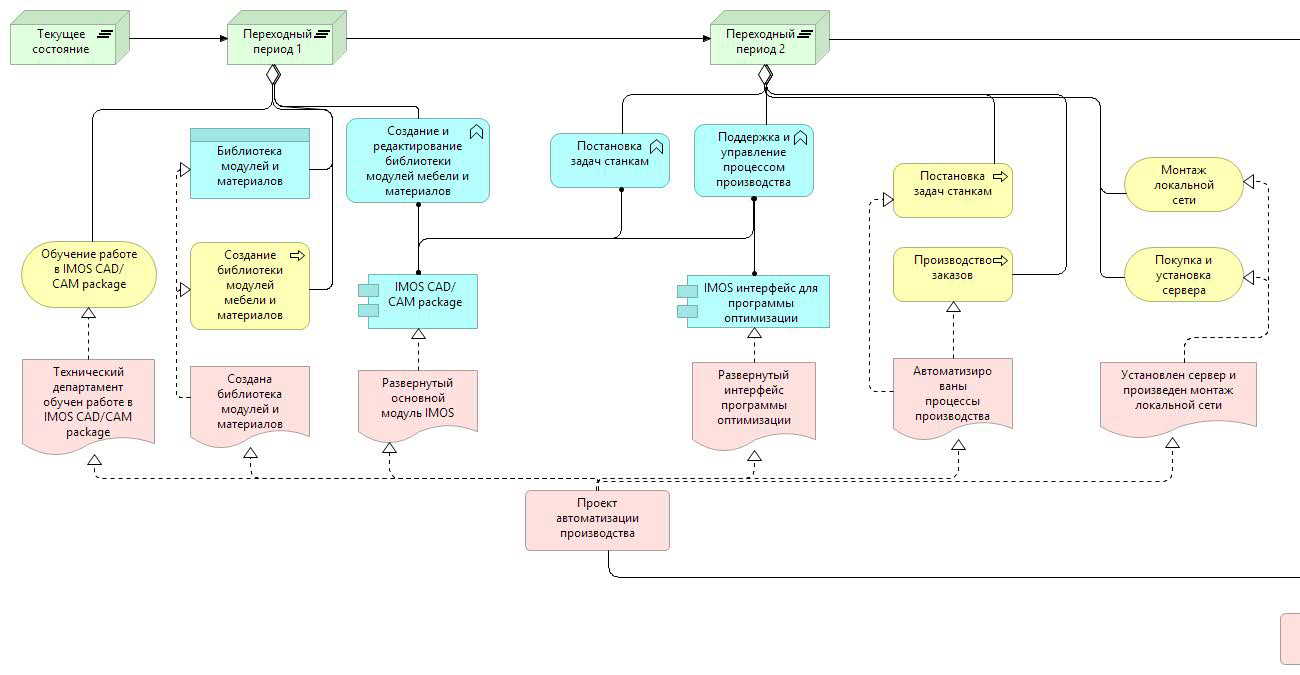 Текущее
состояние
Переходный
период 1
Переходный
период 2
Библиотека
модулей и
материалов
Создание и
редактирование
библиотеки
модулей мебели и
материалов
Постановка
задач станкам
Поддержка и
управление
процессом
производства
Постановка
задач станкам
Монтаж
локальной
сети
Обучение работе
в IMOS CAD/
CAM package
Создание
библиотеки
модулей
мебели и
материалов
IMOS CAD/
CAM package
IMOS интерфейс для
программы
оптимизации
Производство
заказов
Покупка и
установка
сервера
Технический
департамент
обучен работе в
IMOS CAD/CAM
package
Создана
библиотека
модулей и
материалов
Развернутый
основной
модуль IMOS
Развернутый
интерфейс
программы
оптимизации
Автоматизиро
ваны
процессы
производства
Установлен сервер и
произведен монтаж
локальной сети
Проект
автоматизации
производства